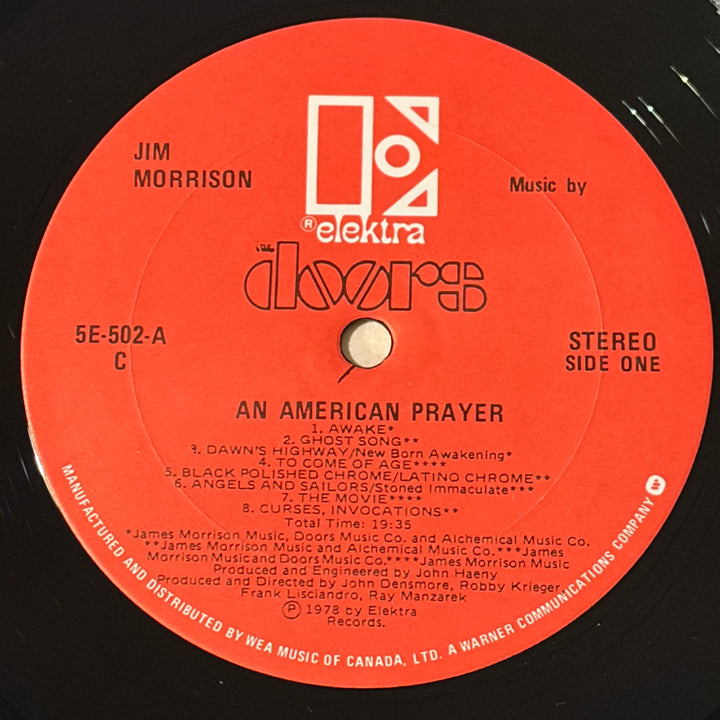 JIM
MORRISON
Music by
® elektra
THE
doors
5E-502-A
C
STEREO
SIDE ONE
AN AMERICAN PRAYER
1. AWAKE*
2. GHOST SONG**
3. DAWN'S HIGHWAY/New Born Awakening*
4. TO COME OF AGE****
5. BLACK POLISHED CHROME/LATINO CHROME**
6. ANGELS AND SAILORS/Stoned Immaculate***
7. THE MOVIE****
8. CURSES, INVOCATIONS**
Total Time: 19:35
*James Morrison Music, Doors Music Co. and Alchemical Music Co.
**James Morrison Music and Alchemical Music Co.***James
Morrison Music and Doors Music Co.****James Morrison Music
Produced and Engineered by John Haeny
Produced and Directed by John Densmore, Robby Krieger,
Frank Lisciandro, Ray Manzarek
Ⓟ 1978 by Elektra
Records.
MANUFACTURED AND DISTRIBUTED BY WEA MUSIC OF CANADA, LTD. A WARNER COMMUNICATIONS COMPANY